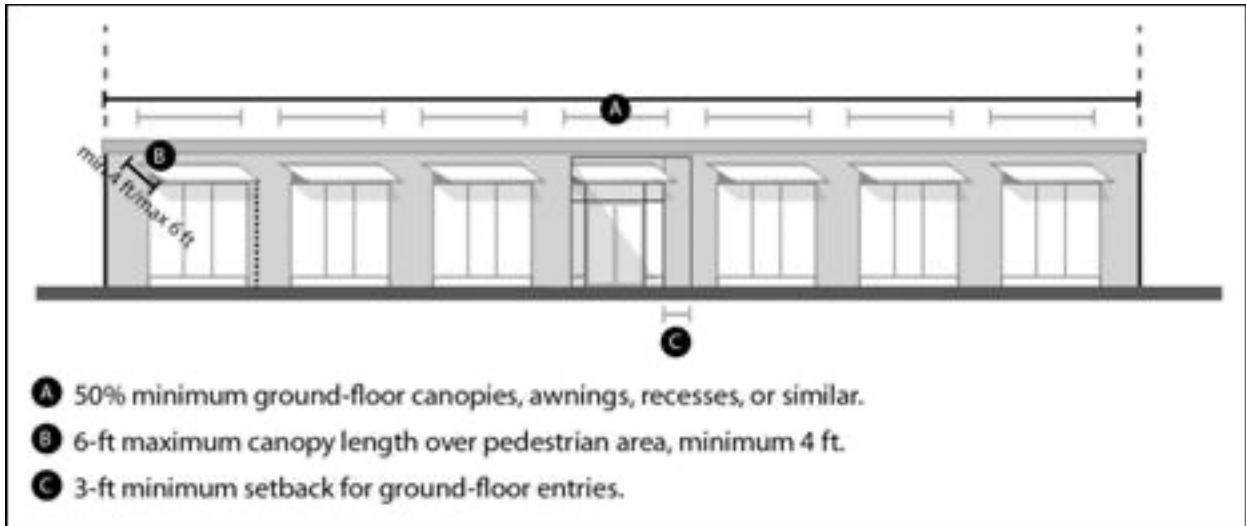 A
B
min 4 ft/max 6 ft
C
A 50% minimum ground-floor canopies, awnings, recesses, or similar.
B 6-ft maximum canopy length over pedestrian area, minimum 4 ft.
C 3-ft minimum setback for ground-floor entries.